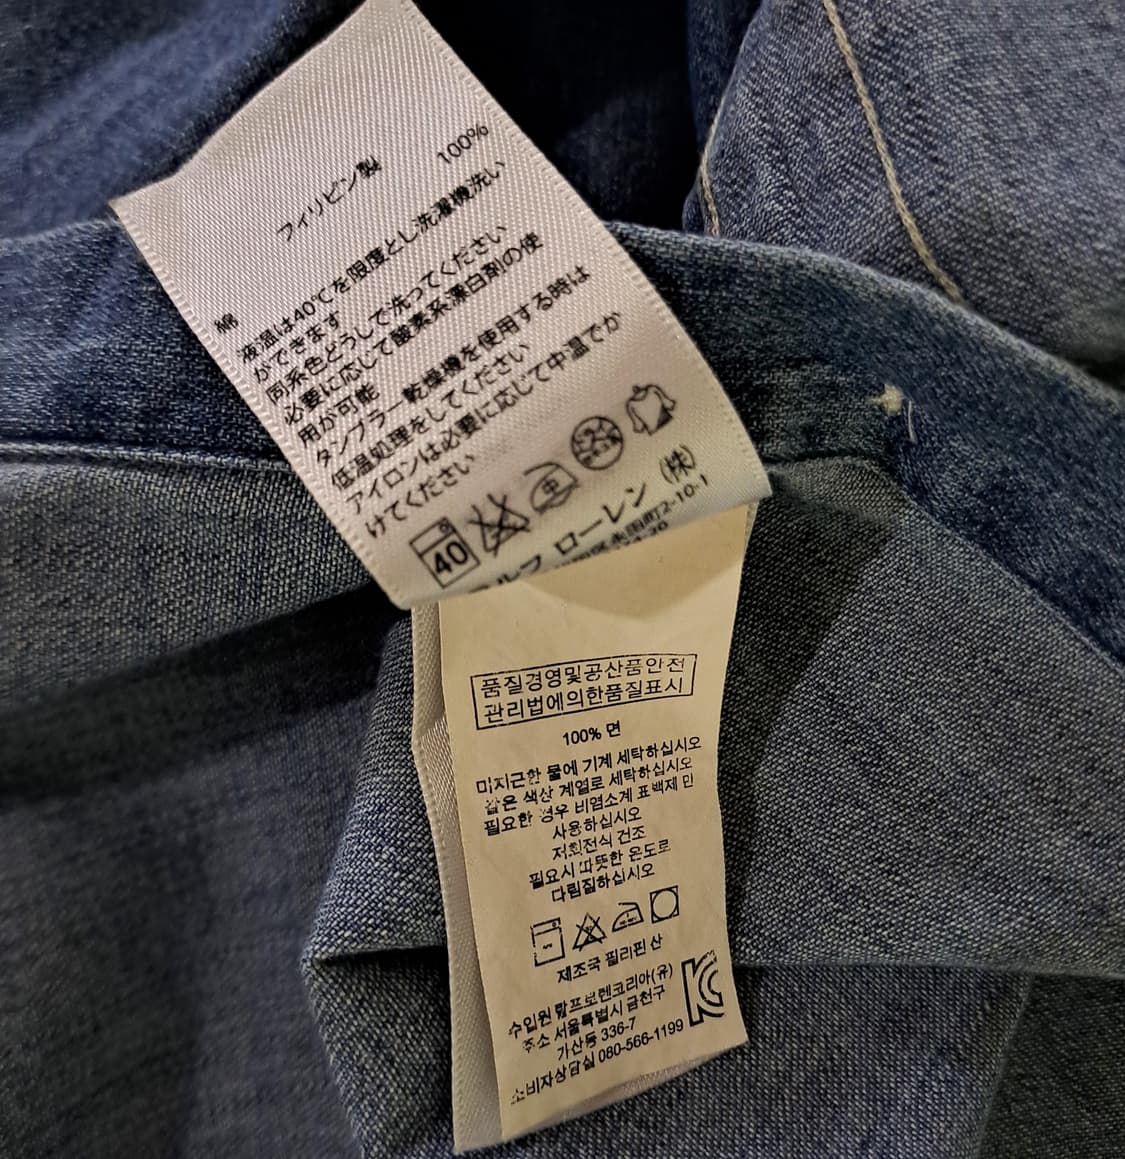 フィリピン製
綿 100%
液温は40℃を限度とし洗濯機洗い
ができます
同系色どうしで洗ってください
必要に応じて酸素系漂白剤の使
用が可能
タンブラー乾燥機を使用する時は
低温処理をしてください
アイロンは必要に応じて中温でか
けてください
40
中
ルフ ローレン (株)
2-10-1
품질경영및공산품안전
관리법에의한품질표시
100% 면
미지근한 물에 기계 세탁하십시오
같은 색상 계열로 세탁하십시오
필요한 경우 비염소계 표백제 만
사용하십시오
저회전식 건조
필요시 따뜻한 온도로
다림질하십시오
제조국 필리핀 산
수입원 랄프로렌코리아(유)
주소 서울특별시 금천구
가산동 336-7
소비자상담실 080-566-1199